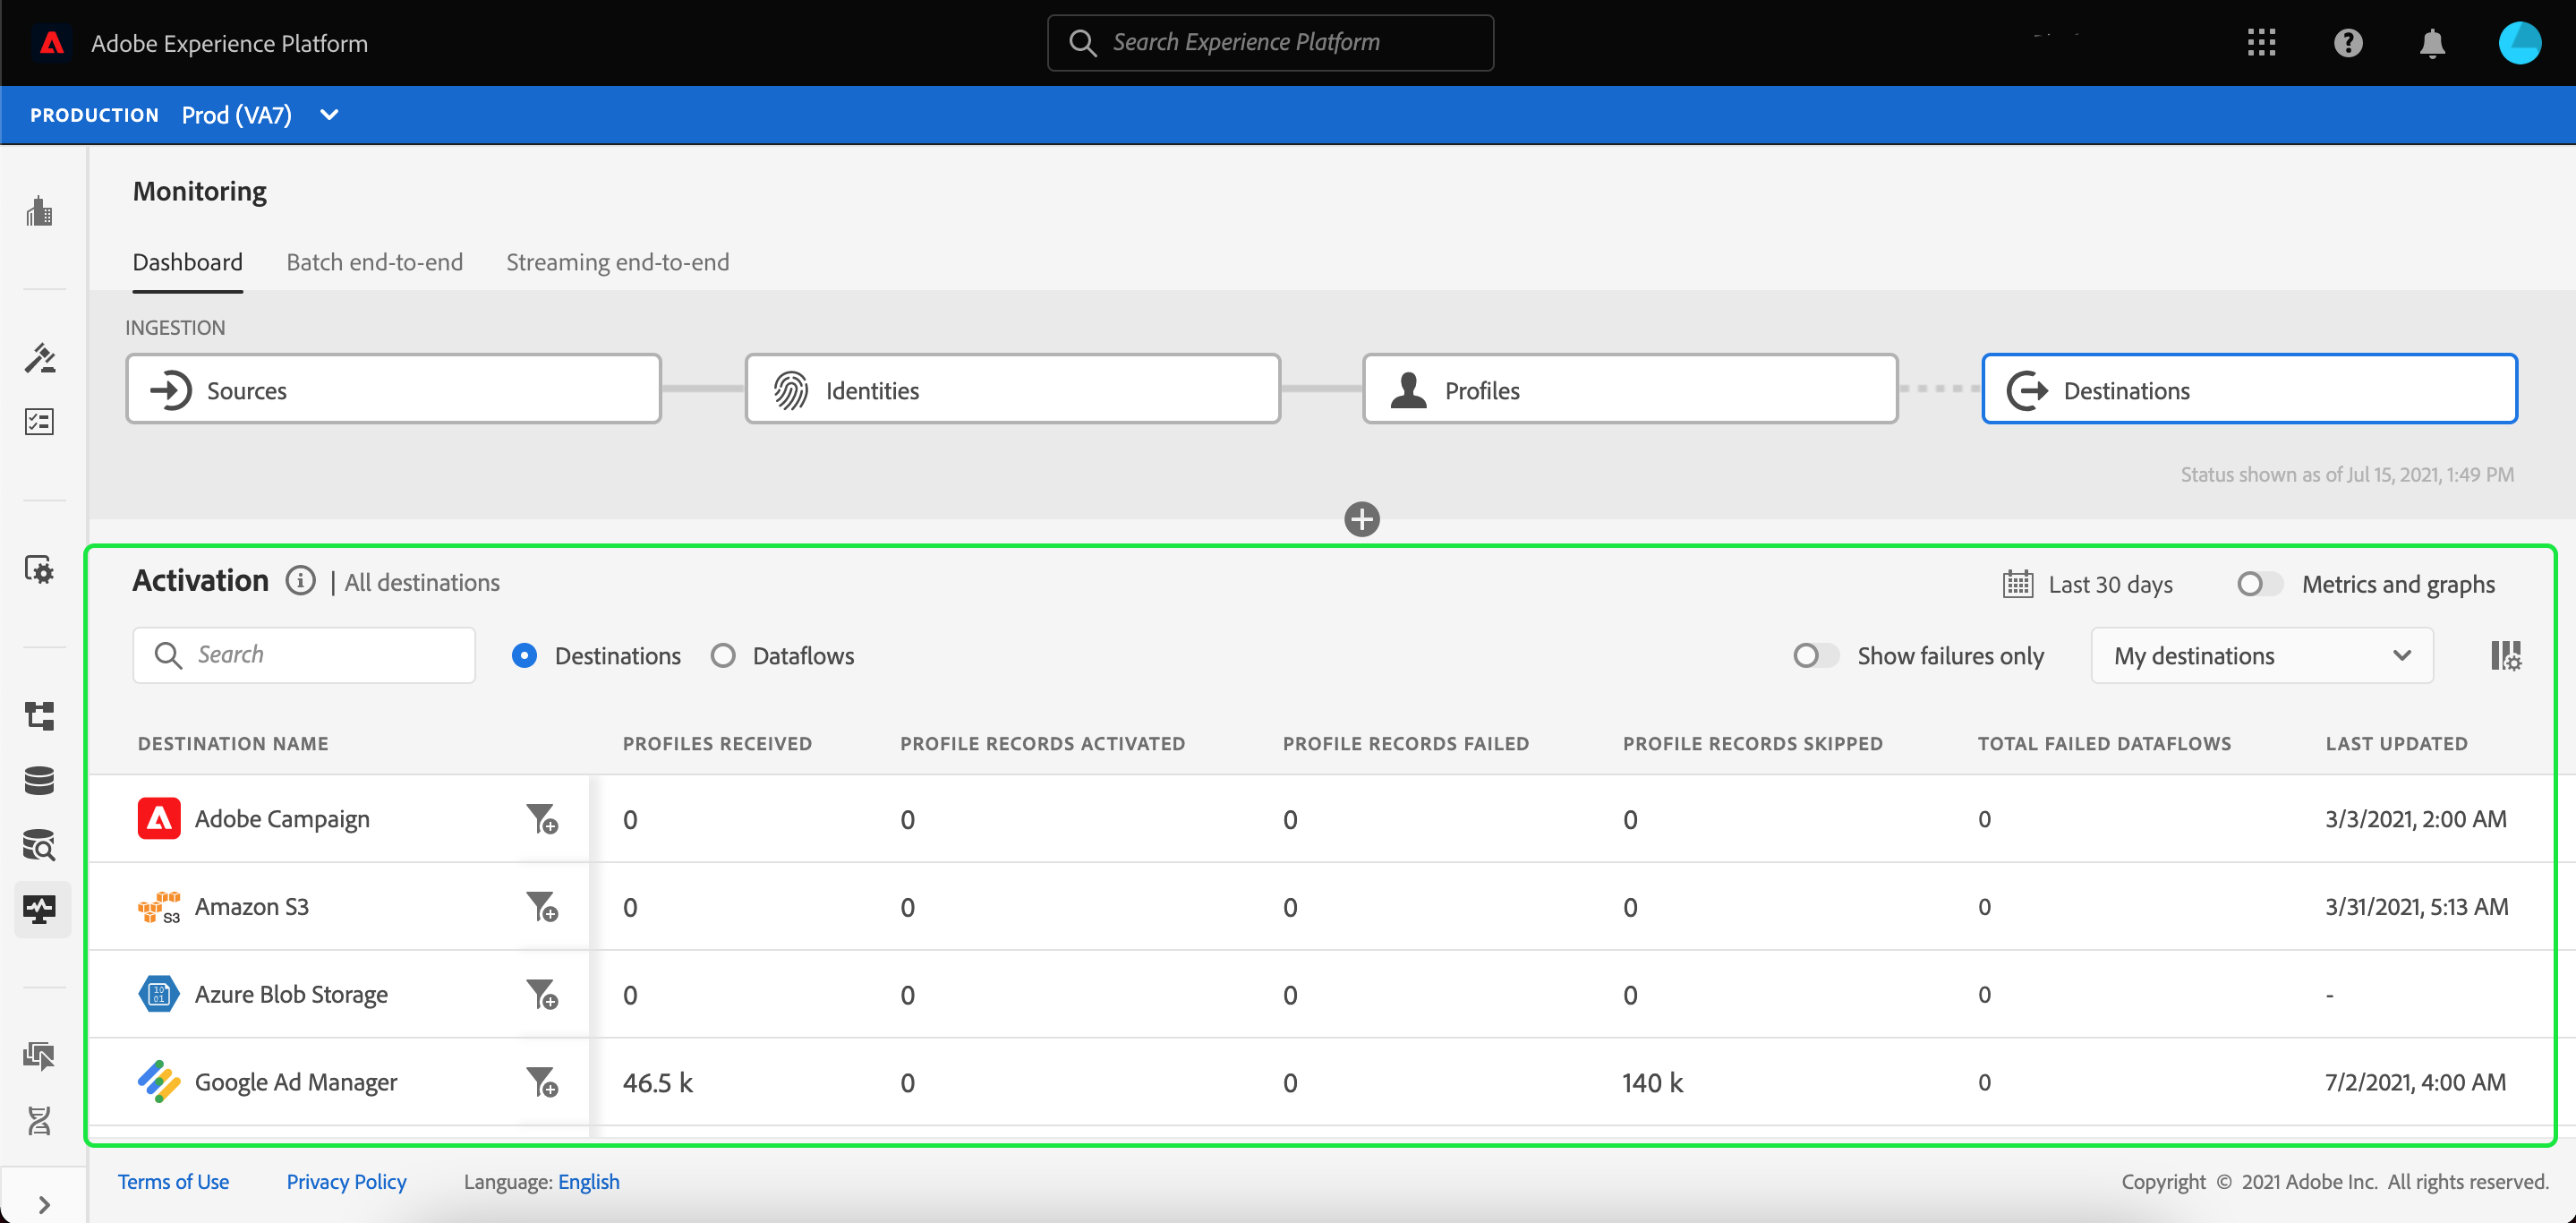 Adobe Experience Platform
Search Experience Platform
PRODUCTION Prod (VA7)
Monitoring
Dashboard Batch end-to-end Streaming end-to-end
INGESTION
Sources Identities Profiles Destinations
Status shown as of Jul 15, 2021, 1:49 PM
Activation | All destinations Last 30 days Metrics and graphs
Search Destinations Dataflows Show failures only My destinations
DESTINATION NAME PROFILES RECEIVED PROFILE RECORDS ACTIVATED PROFILE RECORDS FAILED PROFILE RECORDS SKIPPED TOTAL FAILED DATAFLOWS LAST UPDATED
Adobe Campaign 0 0 0 0 0 3/3/2021, 2:00 AM
S3 Amazon S3 0 0 0 0 0 3/31/2021, 5:13 AM
10 01 Azure Blob Storage 0 0 0 0 0 -
Google Ad Manager 46.5 k 0 0 140 k 0 7/2/2021, 4:00 AM
Terms of Use Privacy Policy Language: English Copyright © 2021 Adobe Inc. All rights reserved.